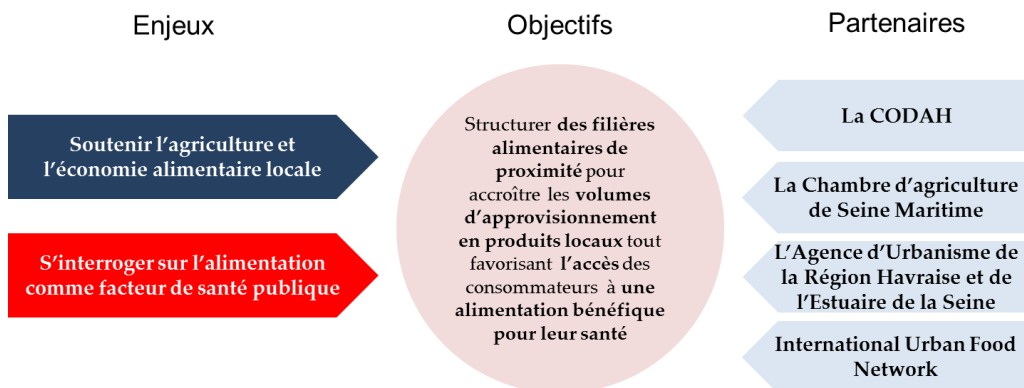 Enjeux
Soutenir l’agriculture et
l’économie alimentaire locale
S’interroger sur l’alimentation
comme facteur de santé publique
Objectifs
Structurer des filières
alimentaires de
proximité pour
accroître les volumes
d’approvisionnement
en produits locaux tout
favorisant l’accès des
consommateurs à une
alimentation bénéfique
pour leur santé
Partenaires
La CODAH
La Chambre d’agriculture
de Seine Maritime
L’Agence d’Urbanisme de
la Région Havraise et de
l’Estuaire de la Seine
International Urban Food
Network